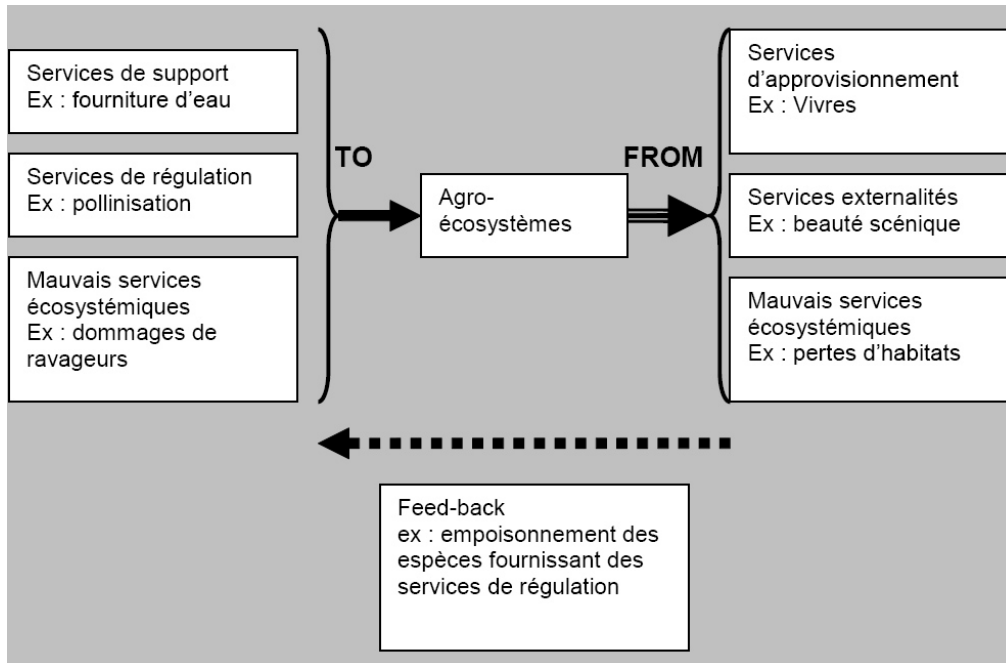 Services de support
Ex : fourniture d'eau
Services de régulation
Ex : pollinisation
Mauvais services
écosystémiques
Ex : dommages de
ravageurs
TO
Agro-
écosystèmes
FROM
Services
d'approvisionnement
Ex : Vivres
Services externalités
Ex : beauté scénique
Mauvais services
écosystémiques
Ex : pertes d'habitats
Feed-back
ex : empoisonnement des
espèces fournissant des
services de régulation